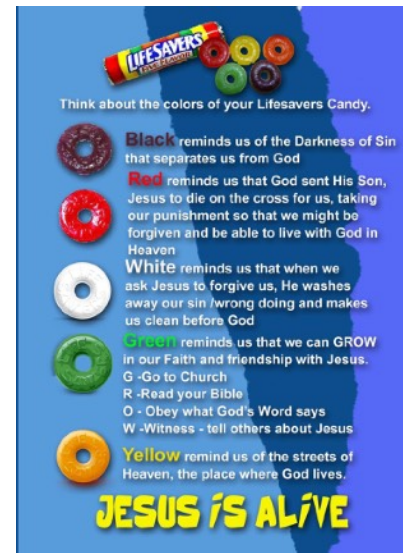 LIFESAVERS
FIVE FLAVOR
Think about the colors of your Lifesavers Candy.
Black reminds us of the Darkness of Sin
that separates us from God
Red reminds us that God sent His Son,
Jesus to die on the cross for us, taking
our punishment so that we might be
forgiven and be able to live with God in
Heaven
White reminds us that when we
ask Jesus to forgive us, He washes
away our sin /wrong doing and makes
us clean before God
Green reminds us that we can GROW
in our Faith and friendship with Jesus.
G -Go to Church
R -Read your Bible
O - Obey what God's Word says
W -Witness - tell others about Jesus
Yellow remind us of the streets of
Heaven, the place where God lives.
JESUS iS ALiVE